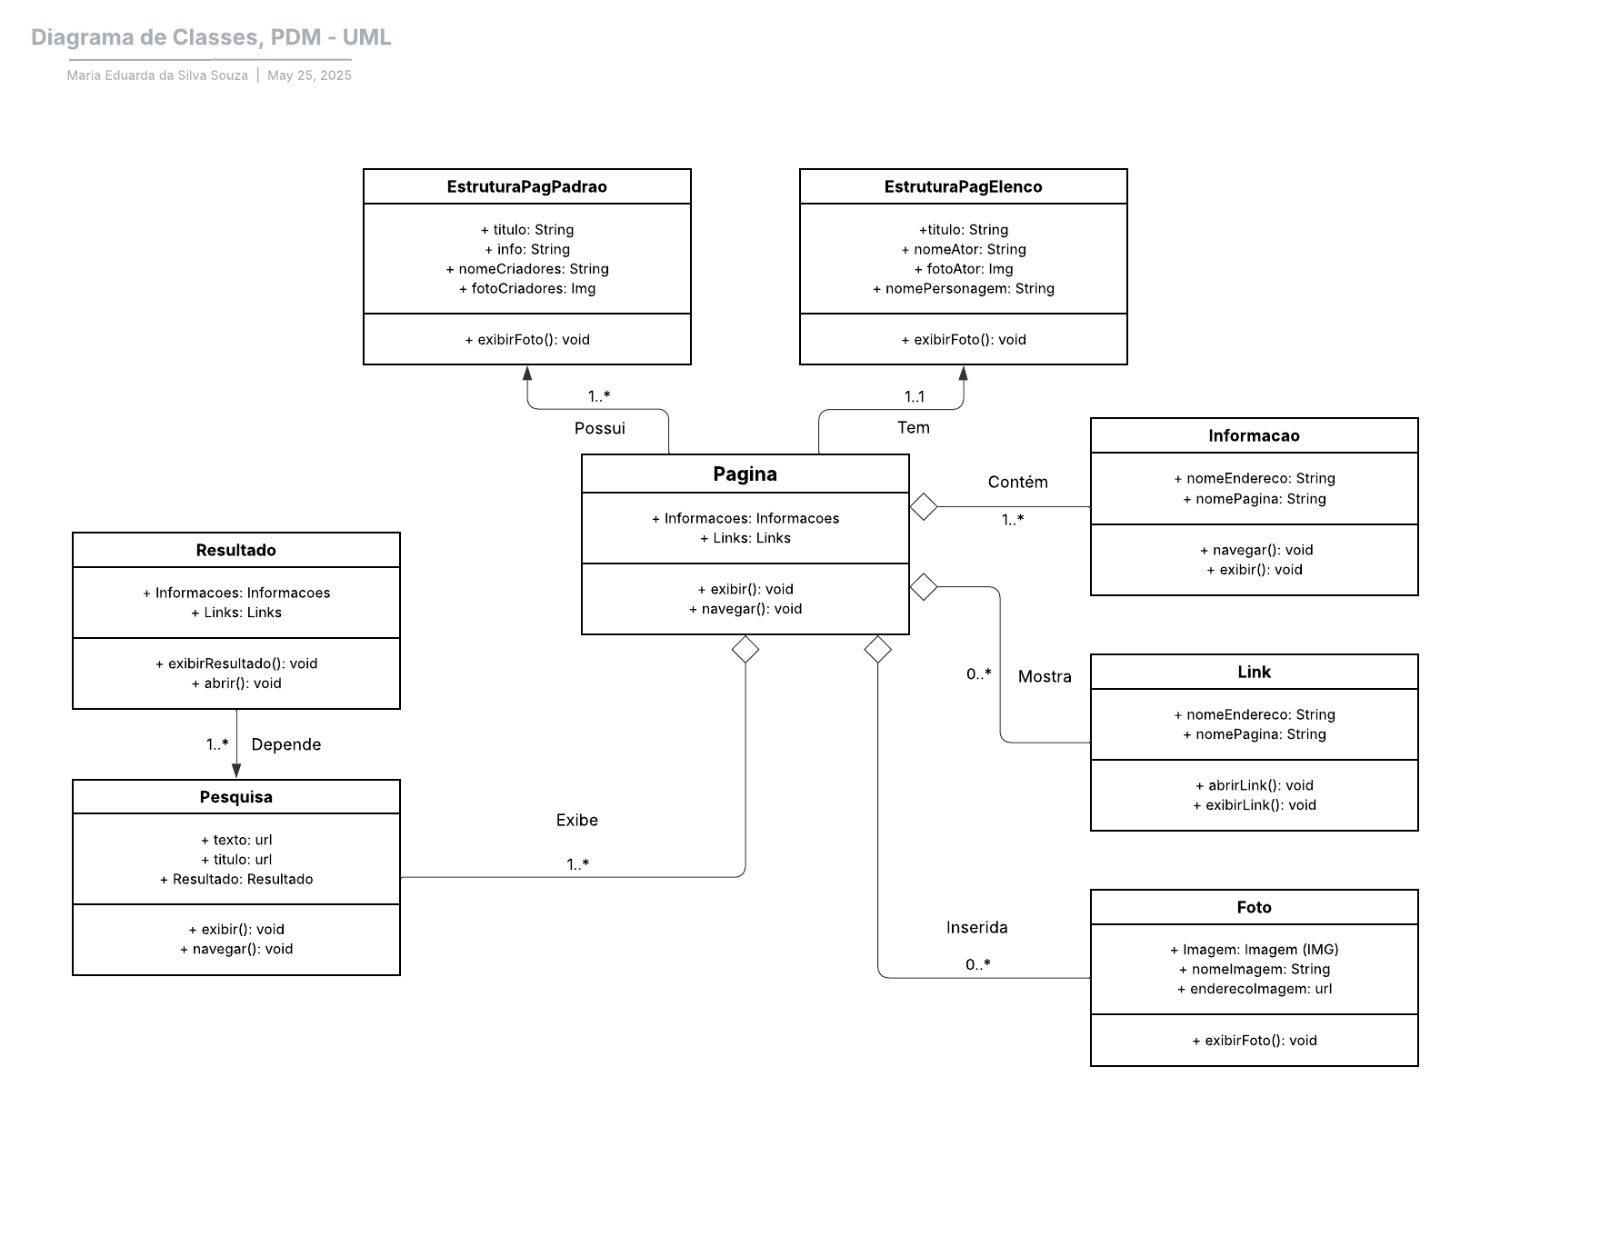 Diagrama de Classes, PDM - UML
Maria Eduarda da Silva Souza | May 25, 2025
EstruturaPagPadrao
+ titulo: String
+ info: String
+ nomeCriadores: String
+ fotoCriadores: Img
+ exibirFoto(): void
EstruturaPagElenco
+titulo: String
+ nomeAtor: String
+ fotoAtor: Img
+ nomePersonagem: String
+ exibirFoto(): void
1..*
Possui
1..1
Tem
Pagina
+ Informacoes: Informacoes
+ Links: Links
+ exibir(): void
+ navegar(): void
Contém
1..*
Informacao
+ nomeEndereco: String
+ nomePagina: String
+ navegar(): void
+ exibir(): void
Resultado
+ Informacoes: Informacoes
+ Links: Links
+ exibirResultado(): void
+ abrir(): void
1..* Depende
Pesquisa
+ texto: url
+ titulo: url
+ Resultado: Resultado
+ exibir(): void
+ navegar(): void
Exibe
1..*
0..* Mostra
Link
+ nomeEndereco: String
+ nomePagina: String
+ abrirLink(): void
+ exibirLink(): void
Inserida
0..*
Foto
+ Imagem: Imagem (IMG)
+ nomeImagem: String
+ enderecoImagem: url
+ exibirFoto(): void